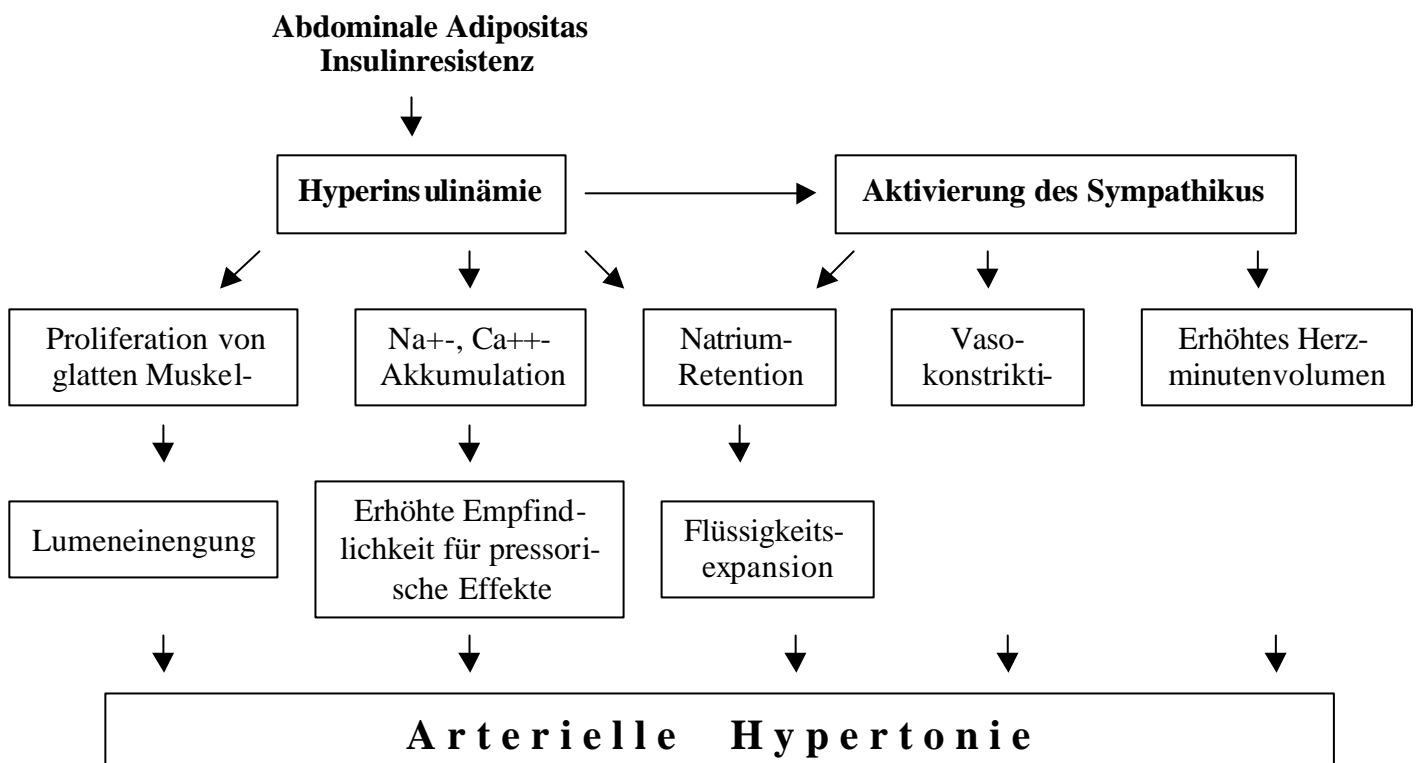 Abdominale Adipositas
Insulinresistenz
Hyperinsulinämie
Aktivierung des Sympathikus
Proliferation von
glatten Muskel-
Na+-, Ca++-
Akkumulation
Natrium-
Retention
Vaso-
konstrikti-
Erhöhtes Herz-
minutenvolumen
Lumeneinengung
Erhöhte Empfind-
lichkeit für pressori-
sche Effekte
Flüssigkeits-
expansion
Arterielle Hypertonie